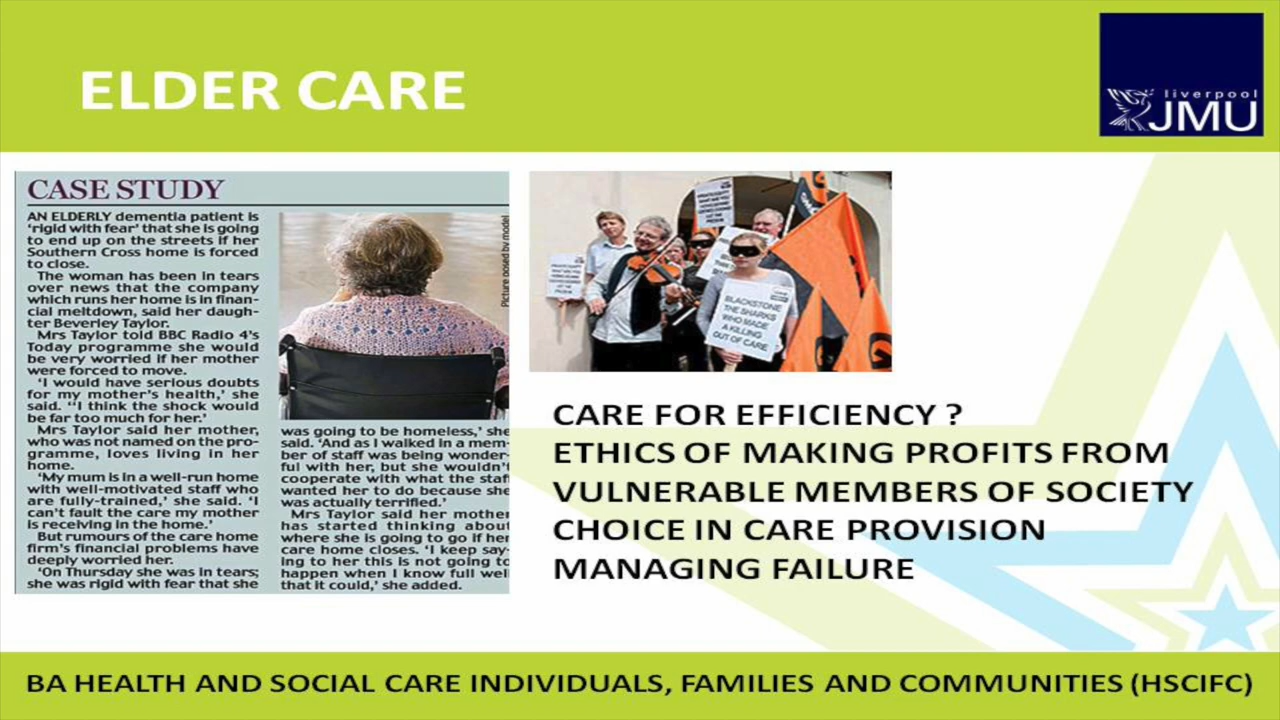 ELDER CARE
liverpool
JMU
CASE STUDY
AN ELDERLY dementia patient is
‘rigid with fear’ that she is going
to end up on the streets if her
Southern Cross home is forced
to close.
The woman has been in tears
over news that the company
which runs her home is in finan-
cial meltdown, said her daugh-
ter Beverley Taylor.
Mrs Taylor told BBC Radio 4’s
Today programme she would
be very worried if her mother
were forced to move.
‘I would have serious doubts
for my mother’s health,’ she
said. “I think the shock would
be far too much for her.’
Mrs Taylor said her mother,
who was not named on the pro-
gramme, loves living in her
home.
‘My mum is in a well-run home
with well-motivated staff who
are fully-trained,’ she said. ‘I
can’t fault the care my mother
is receiving in the home.’
But rumours of the care home
firm’s financial problems have
deeply worried her.
‘On Thursday she was in tears;
she was rigid with fear that she
Picture posed by model
was going to be homeless,’ she
said. ‘And as I walked in a mem-
ber of staff was being wonder-
ful with her, but she wouldn’t
cooperate with what the staff
wanted her to do because she
was actually terrified.’
Mrs Taylor said her mother
has started thinking about
where she is going to go if her
care home closes. ‘I keep say-
ing to her this is not going to
happen when I know full well
that it could,’ she added.
BLACKSTONE
THE SHARKS
WHO MADE
A KILLING
OUT OF CARE
CARE FOR EFFICIENCY ?
ETHICS OF MAKING PROFITS FROM
VULNERABLE MEMBERS OF SOCIETY
CHOICE IN CARE PROVISION
MANAGING FAILURE
BA HEALTH AND SOCIAL CARE INDIVIDUALS, FAMILIES AND COMMUNITIES (HSCIFC)